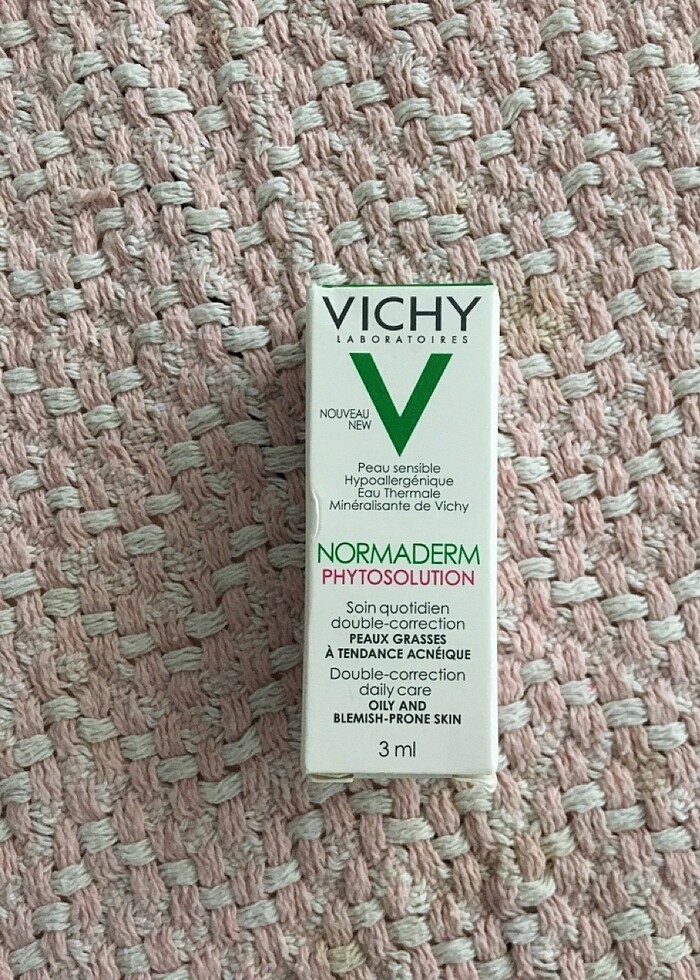 VICHY
LABORATOIRES
NOUVEAU
NEW
Peau sensible
Hypoallergénique
Eau Thermale
Minéralisante de Vichy
NORMADERM
PHYTOSOLUTION
Soin quotidien
double-correction
PEAUX GRASSES
À TENDANCE ACNÉIQUE
Double-correction
daily care
OILY AND
BLEMISH-PRONE SKIN
3 ml